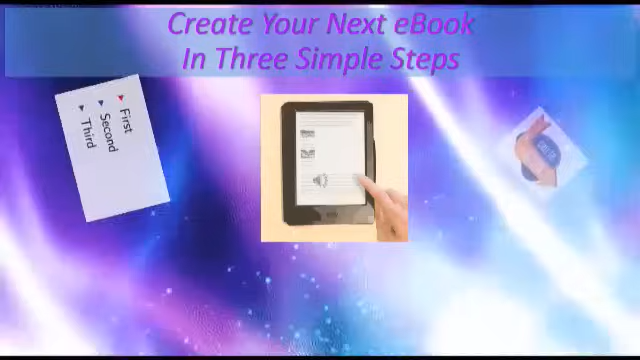 Create Your Next eBook
In Three Simple Steps
First
Second
Third